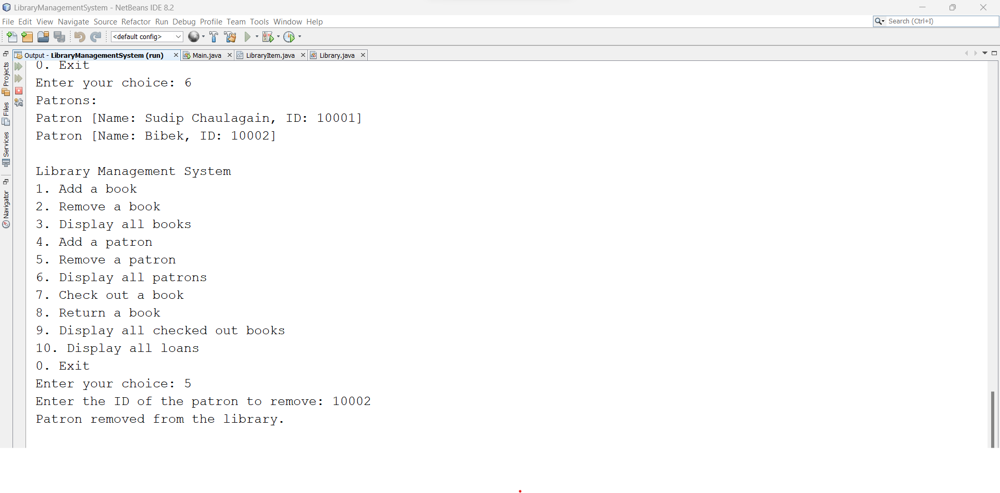 LibraryManagementSystem - NetBeans IDE 8.2
File Edit View Navigate Source Refactor Run Debug Profile Team Tools Window Help
Search (Ctrl+I)
<default config>
Output - LibraryManagementSystem (run) Main.java LibraryItem.java Library.java
Projects
Files
Services
Navigator
0. Exit
Enter your choice: 6
Patrons:
Patron [Name: Sudip Chaulagain, ID: 10001]
Patron [Name: Bibek, ID: 10002]
Library Management System
1. Add a book
2. Remove a book
3. Display all books
4. Add a patron
5. Remove a patron
6. Display all patrons
7. Check out a book
8. Return a book
9. Display all checked out books
10. Display all loans
0. Exit
Enter your choice: 5
Enter the ID of the patron to remove: 10002
Patron removed from the library.